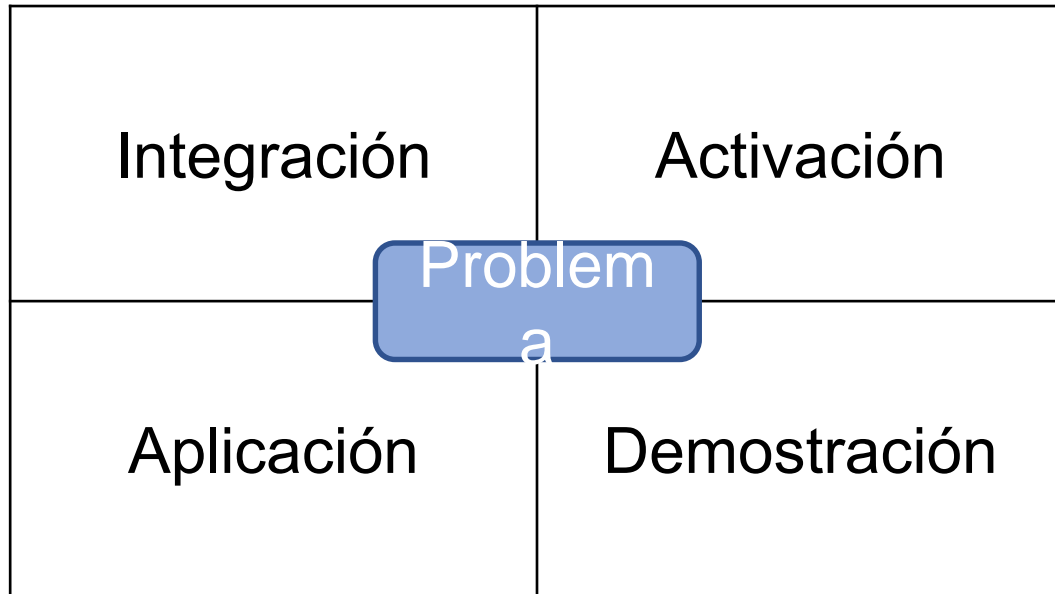 Integración
Activación
Problem
a
Aplicación
Demostración